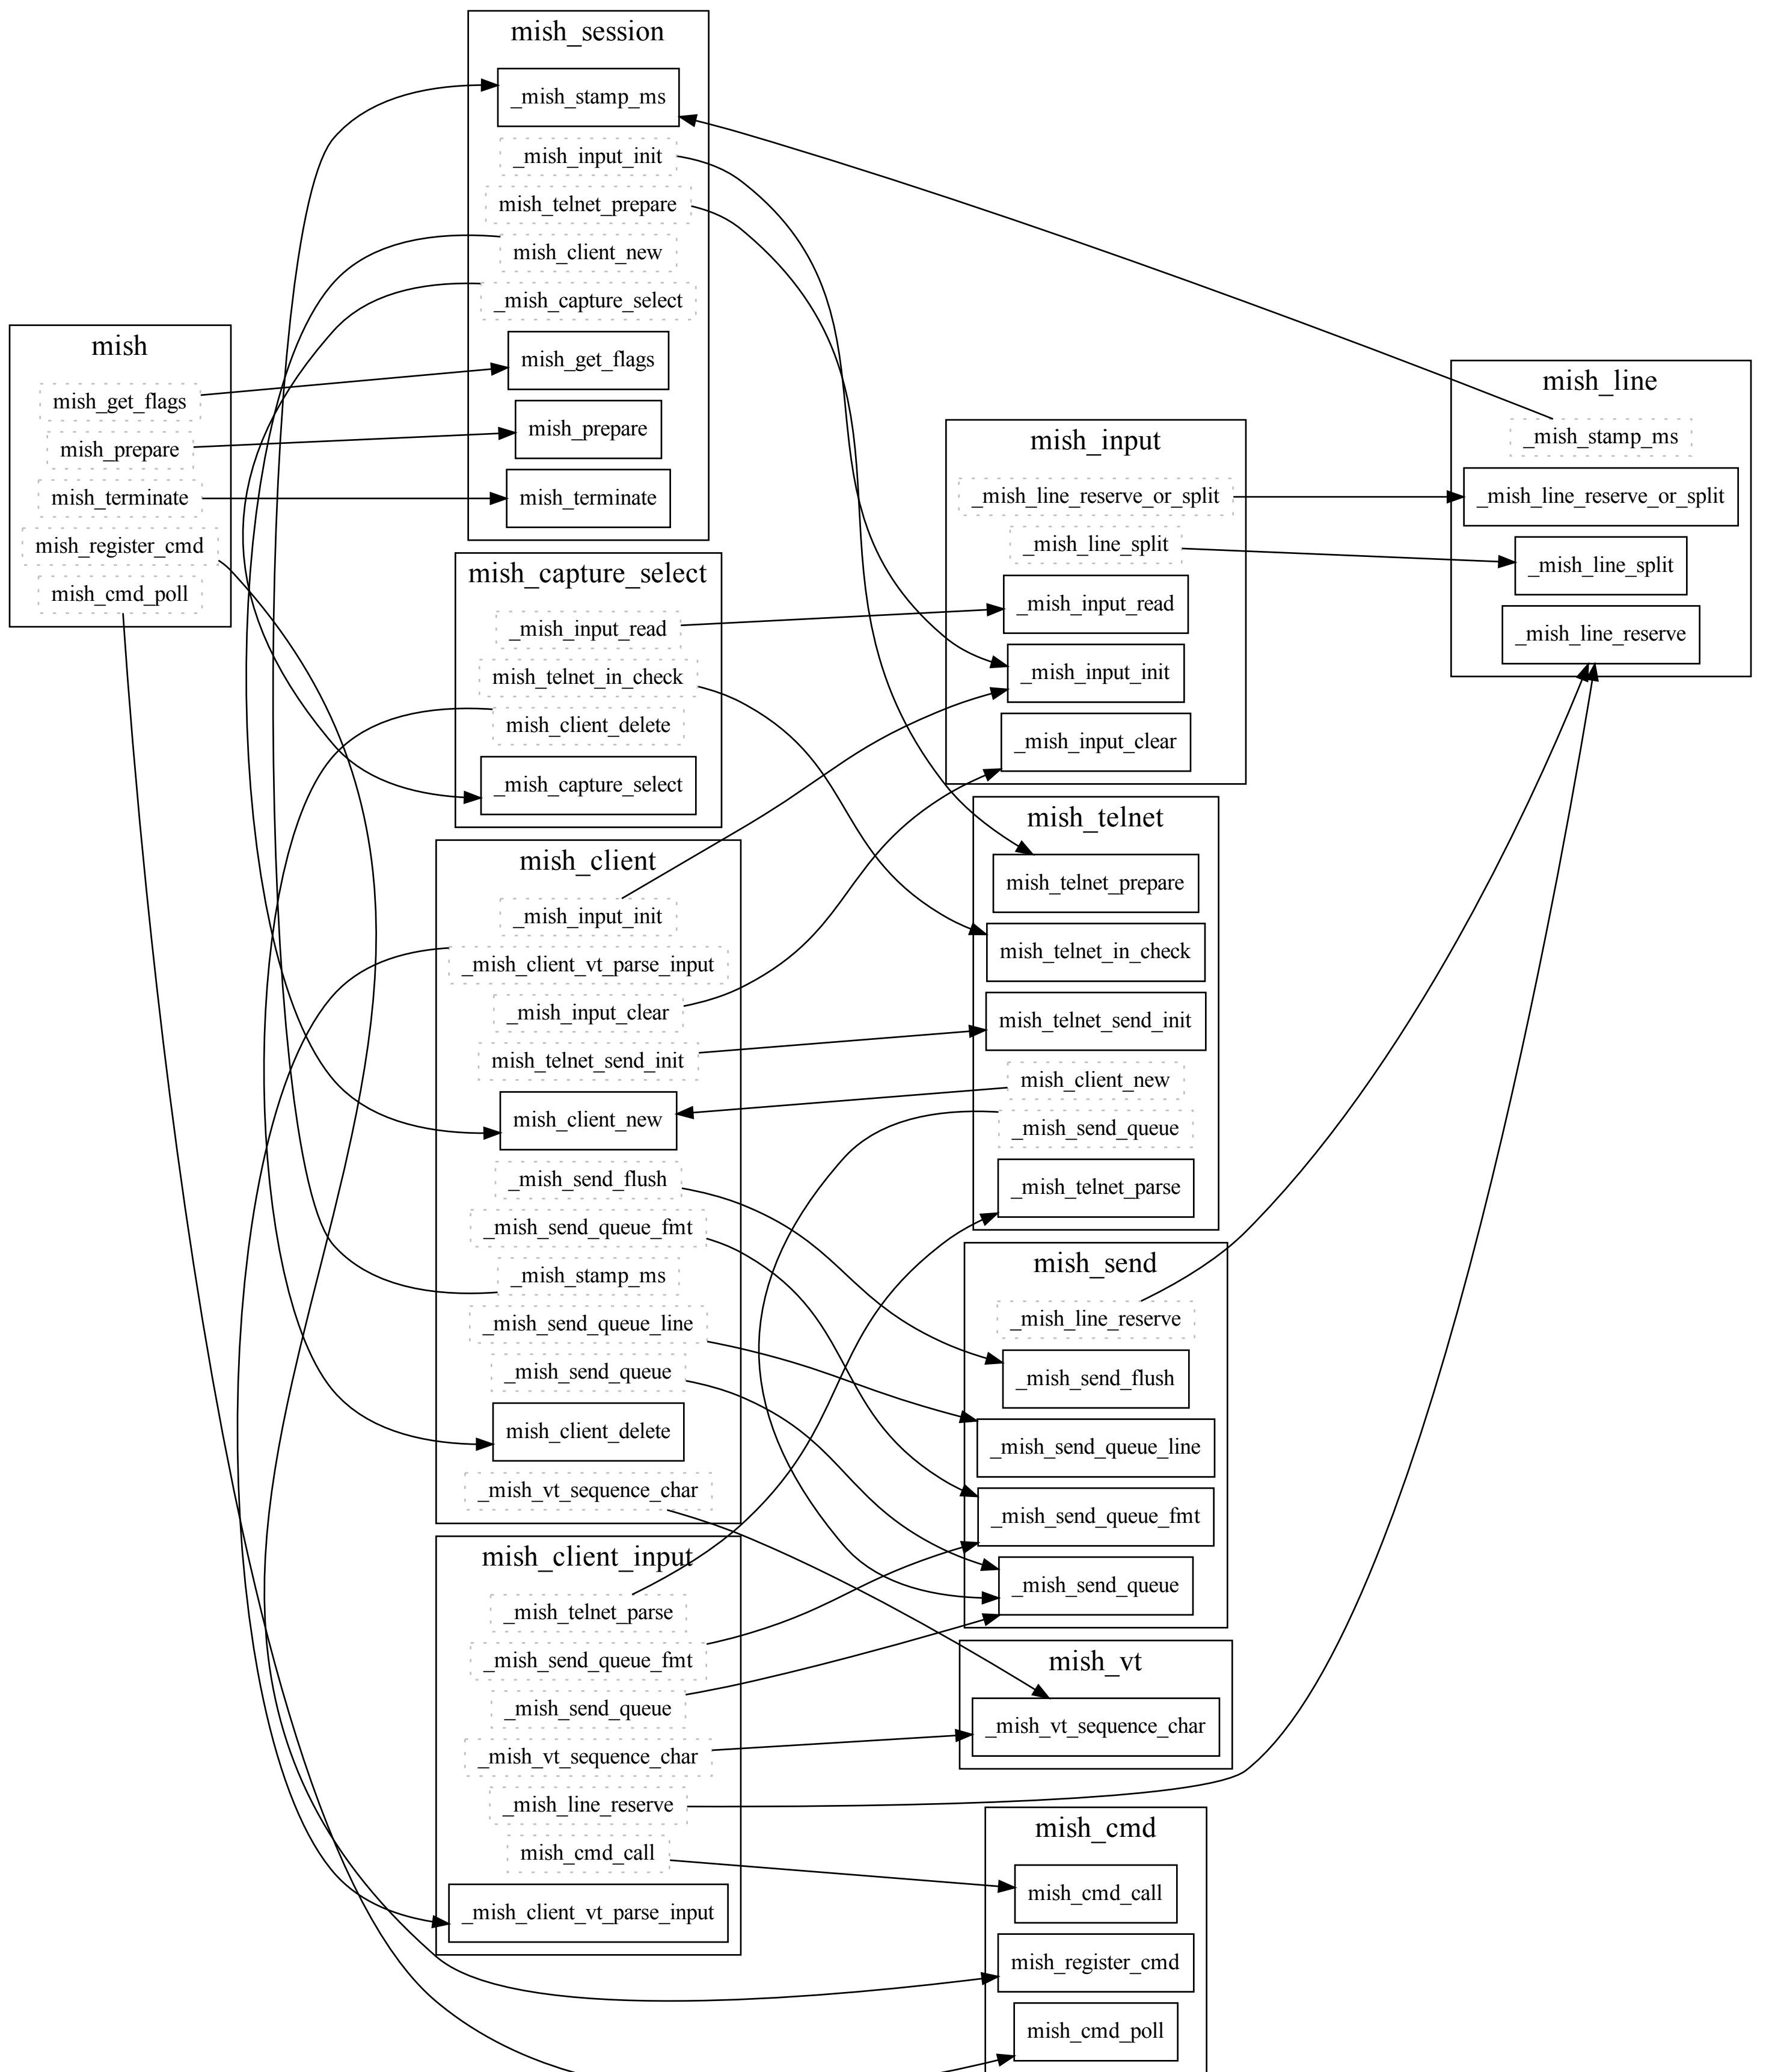 mish
mish_get_flags
mish_prepare
mish_terminate
mish_register_cmd
mish_cmd_poll
mish_session
_mish_stamp_ms
_mish_input_init
mish_telnet_prepare
mish_client_new
_mish_capture_select
mish_get_flags
mish_prepare
mish_terminate
mish_capture_select
_mish_input_read
mish_telnet_in_check
mish_client_delete
_mish_capture_select
mish_client
_mish_input_init
_mish_client_vt_parse_input
_mish_input_clear
mish_telnet_send_init
mish_client_new
_mish_send_flush
_mish_send_queue_fmt
_mish_stamp_ms
_mish_send_queue_line
_mish_send_queue
mish_client_delete
_mish_vt_sequence_char
mish_client_input
_mish_telnet_parse
_mish_send_queue_fmt
_mish_send_queue
_mish_vt_sequence_char
_mish_line_reserve
mish_cmd_call
_mish_client_vt_parse_input
mish_input
_mish_line_reserve_or_split
_mish_line_split
_mish_input_read
_mish_input_init
_mish_input_clear
mish_telnet
mish_telnet_prepare
mish_telnet_in_check
mish_telnet_send_init
mish_client_new
_mish_send_queue
_mish_telnet_parse
mish_send
_mish_line_reserve
_mish_send_flush
_mish_send_queue_line
_mish_send_queue_fmt
_mish_send_queue
mish_vt
_mish_vt_sequence_char
mish_cmd
mish_cmd_call
mish_register_cmd
mish_cmd_poll
mish_line
_mish_stamp_ms
_mish_line_reserve_or_split
_mish_line_split
_mish_line_reserve